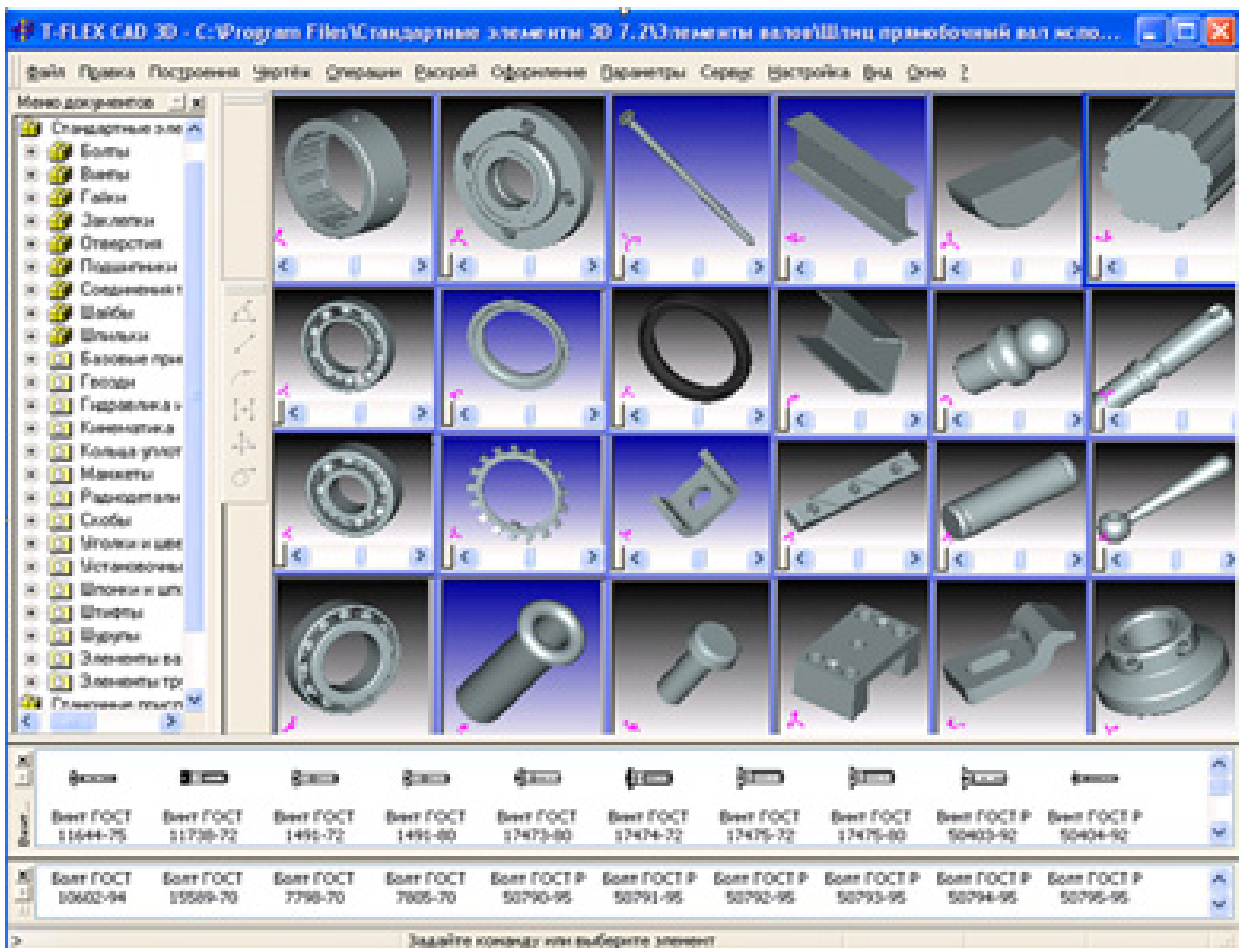 T-FLEX CAD 3D - C:\Program Files\Стандартные элементы 3D 7.2\Элементы валов\Шлиц прямобочный вал испо...
Файл Правка Построения Чертёж Операции Раскрой Оформление Параметры Сервис Настройка Вид Окно ?
Меню документов
Стандартные эле
Болты
Винты
Гайки
Заклепки
Отверстия
Подшипники
Соединения т
Шайбы
Шпильки
Базовые при
Гвозди
Гидравлика и
Кинематика
Кольца уплот
Манжеты
Радиодетали
Скобы
Уголки и шве
Установочны
Шпонки и шт
Штифты
Шурупы
Элементы ва
Элементы тр
Станочные присп
Винт...
Винт ГОСТ 11644-75
Винт ГОСТ 11738-72
Винт ГОСТ 1491-72
Винт ГОСТ 1491-80
Винт ГОСТ 17473-80
Винт ГОСТ 17474-72
Винт ГОСТ 17475-72
Винт ГОСТ 17475-80
Винт ГОСТ Р 50403-92
Винт ГОСТ Р 50404-92
Болт ГОСТ 10602-94
Болт ГОСТ 15589-70
Болт ГОСТ 7798-70
Болт ГОСТ 7805-70
Болт ГОСТ Р 50790-95
Болт ГОСТ Р 50791-95
Болт ГОСТ Р 50792-95
Болт ГОСТ Р 50793-95
Болт ГОСТ Р 50794-95
Болт ГОСТ Р 50795-95
> Задайте команду или выберите элемент